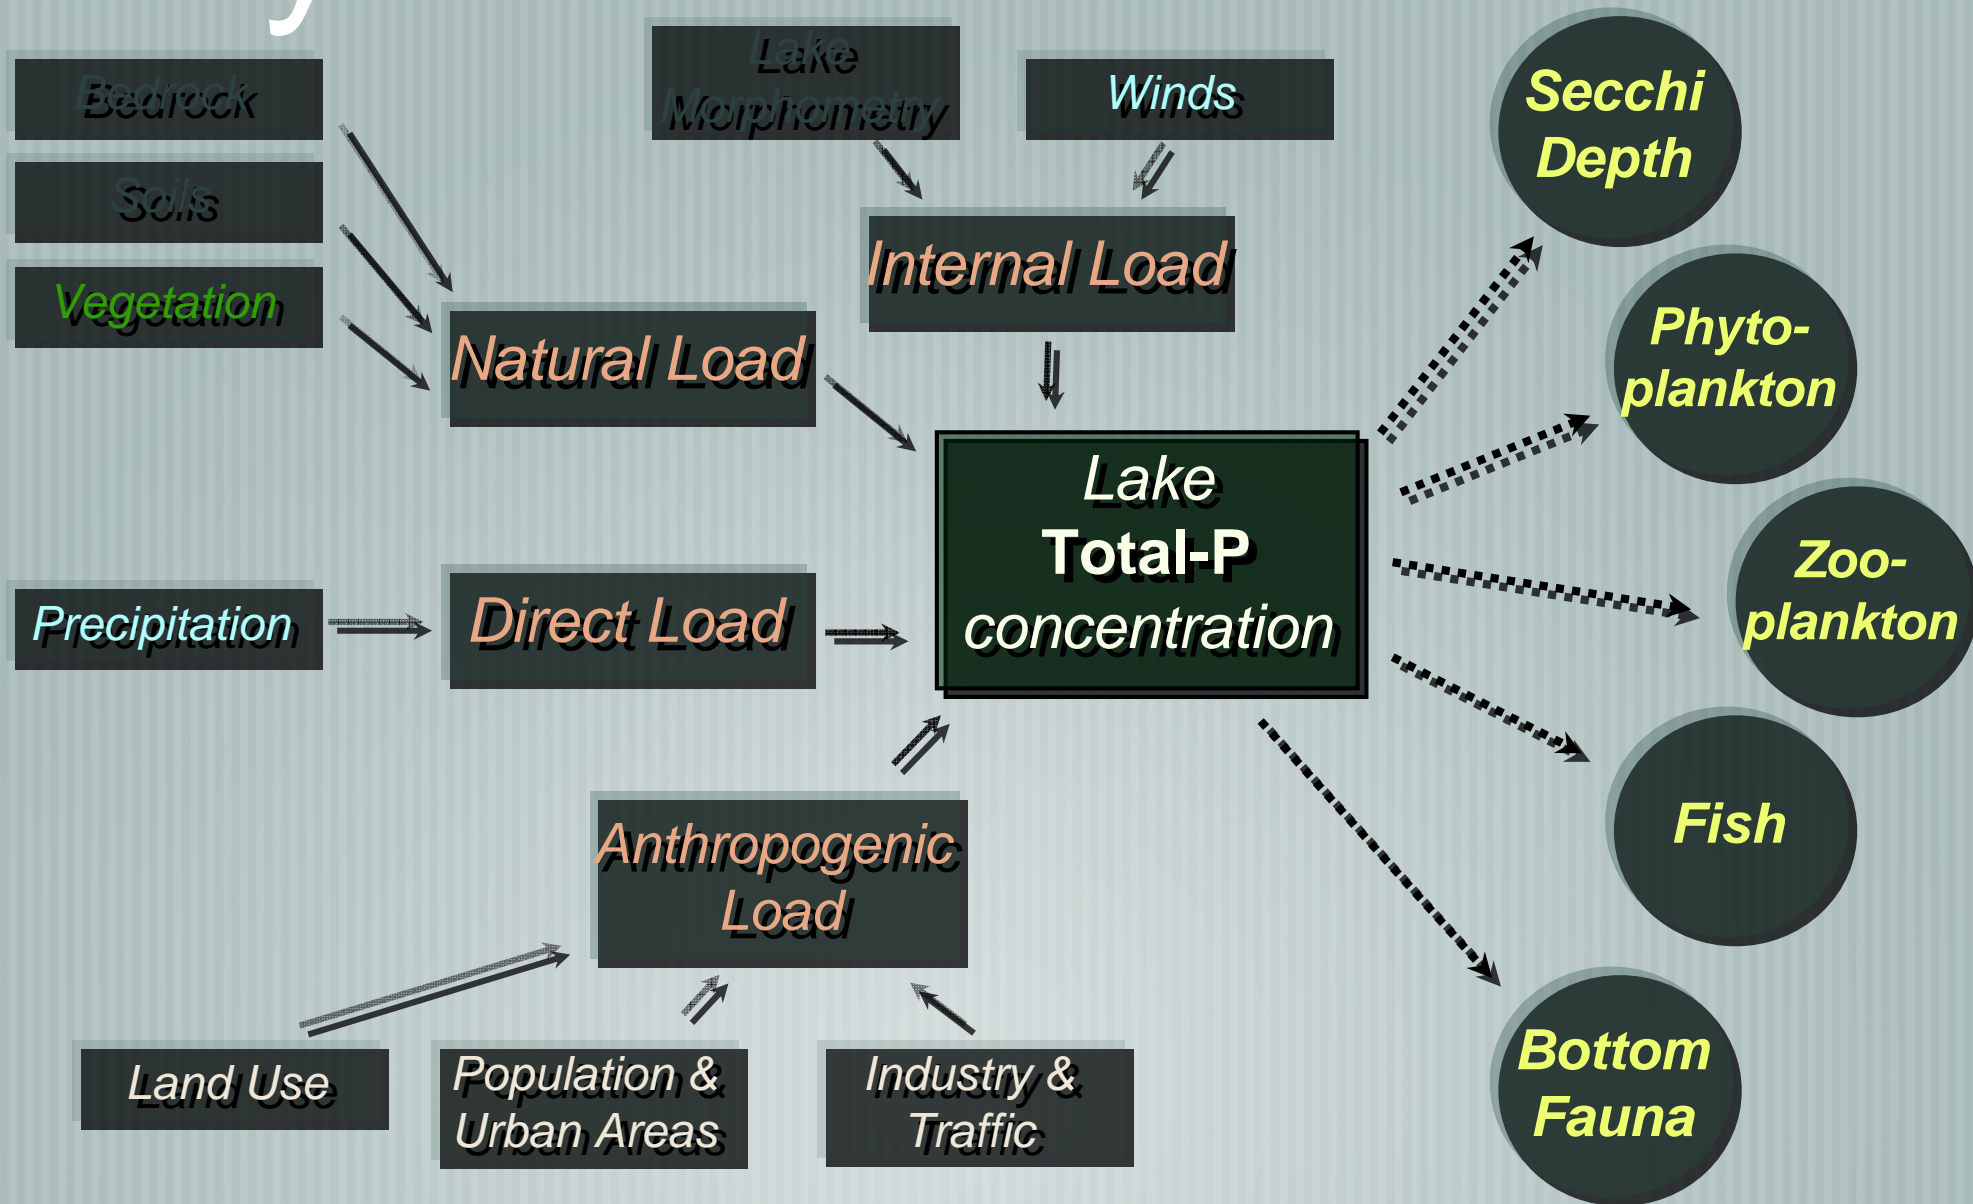 y
Bedrock
Soils
Vegetation
Lake
Morphometry
Winds
Natural Load
Internal Load
Precipitation
Direct Load
Lake
Total-P
concentration
Anthropogenic
Load
Land Use
Population &
Urban Areas
Industry &
Traffic
Secchi
Depth
Phyto-
plankton
Zoo-
plankton
Fish
Bottom
Fauna